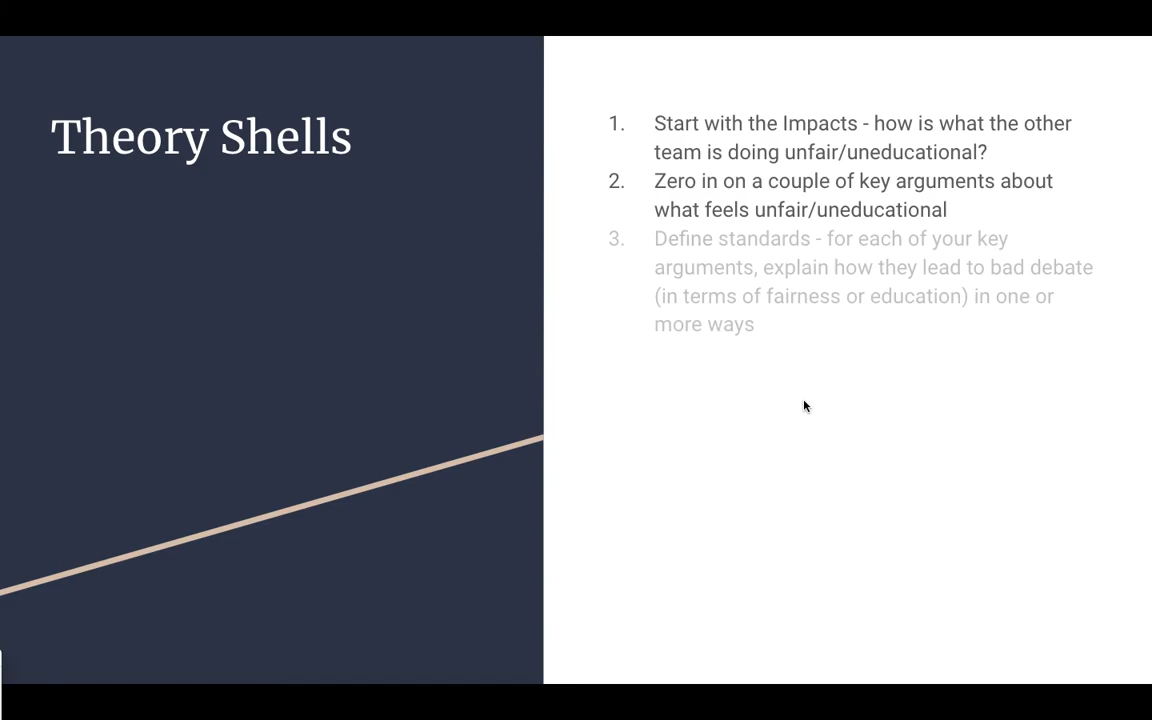 Theory Shells
1. Start with the Impacts - how is what the other
team is doing unfair/uneducational?
2. Zero in on a couple of key arguments about
what feels unfair/uneducational
3. Define standards - for each of your key
arguments, explain how they lead to bad debate
(in terms of fairness or education) in one or
more ways